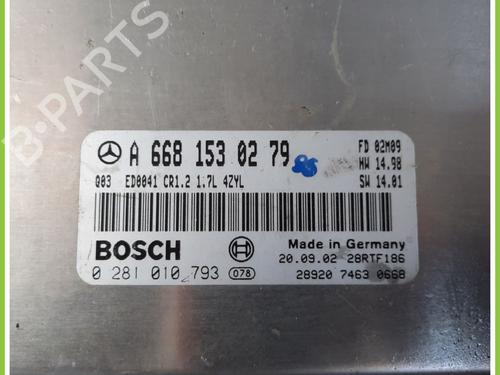 B-PARTS
A 668 153 02 79
FD 02M09
HW 14.98
Q03 ED0041 CR1.2 1.7L 4ZYL
SW 14.01
BOSCH
Made in Germany
0 281 010 793 078
20.09.02 28RTF186
28920 7463 0668